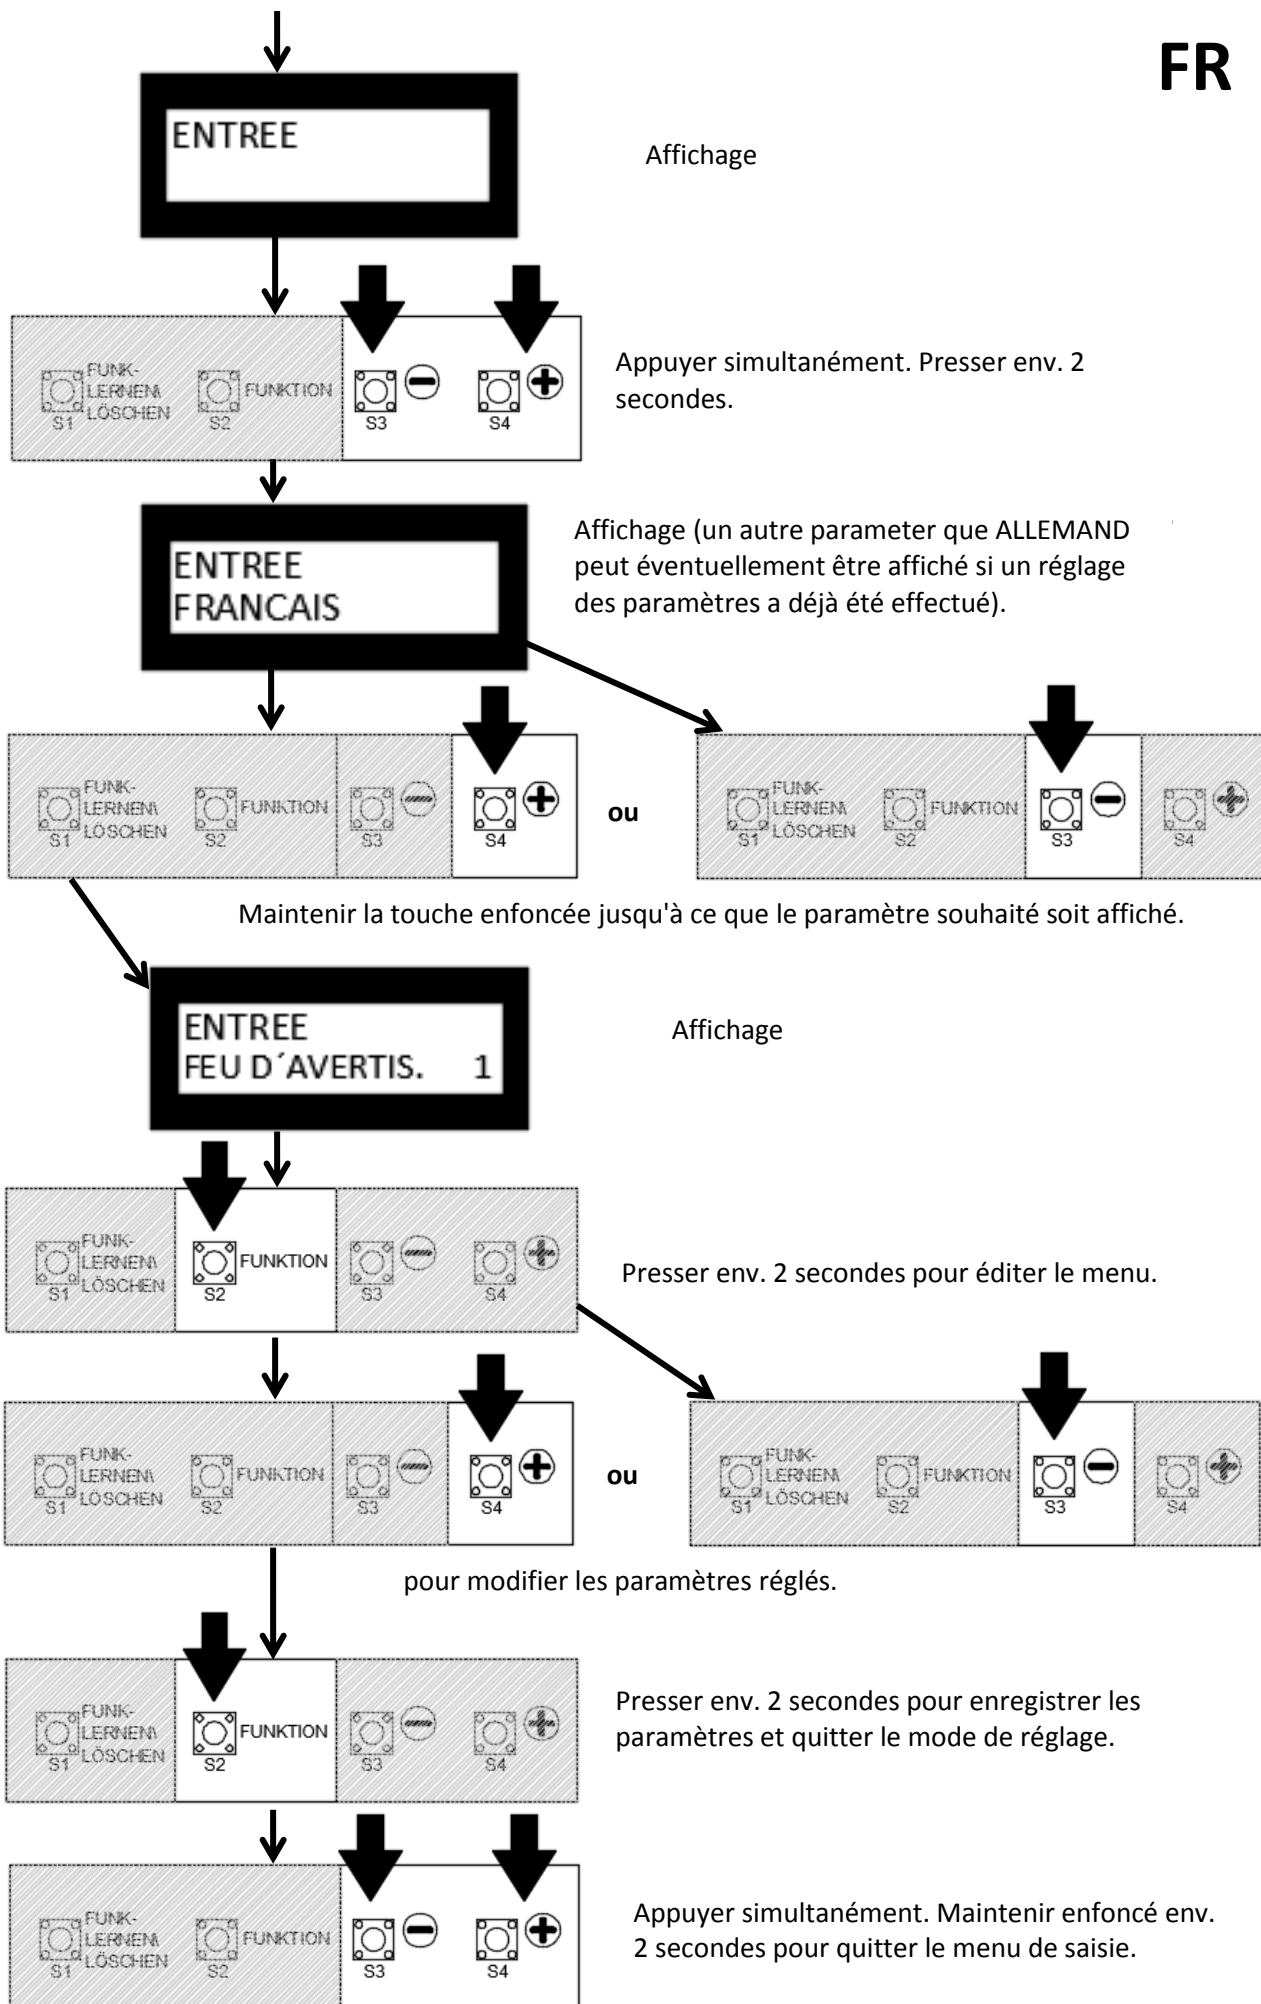 FR
ENTREE
Affichage
FUNK-
LERNEN\
LÖSCHEN
S1
S2
FUNKTION
S3
S4
Appuyer simultanément. Presser env. 2
secondes.
ENTREE
FRANCAIS
Affichage (un autre parameter que ALLEMAND
peut éventuellement être affiché si un réglage
des paramètres a déjà été effectué).
FUNK-
LERNEN\
LÖSCHEN
S1
S2
FUNKTION
S3
S4
ou
FUNK-
LERNEN\
LÖSCHEN
S1
S2
FUNKTION
S3
S4
Maintenir la touche enfoncée jusqu'à ce que le paramètre souhaité soit affiché.
ENTREE
FEU D´AVERTIS. 1
Affichage
FUNK-
LERNEN\
LÖSCHEN
S1
S2
FUNKTION
S3
S4
Presser env. 2 secondes pour éditer le menu.
FUNK-
LERNEN\
LÖSCHEN
S1
S2
FUNKTION
S3
S4
ou
FUNK-
LERNEN\
LÖSCHEN
S1
S2
FUNKTION
S3
S4
pour modifier les paramètres réglés.
FUNK-
LERNEN\
LÖSCHEN
S1
S2
FUNKTION
S3
S4
Presser env. 2 secondes pour enregistrer les
paramètres et quitter le mode de réglage.
FUNK-
LERNEN\
LÖSCHEN
S1
S2
FUNKTION
S3
S4
Appuyer simultanément. Maintenir enfoncé env.
2 secondes pour quitter le menu de saisie.